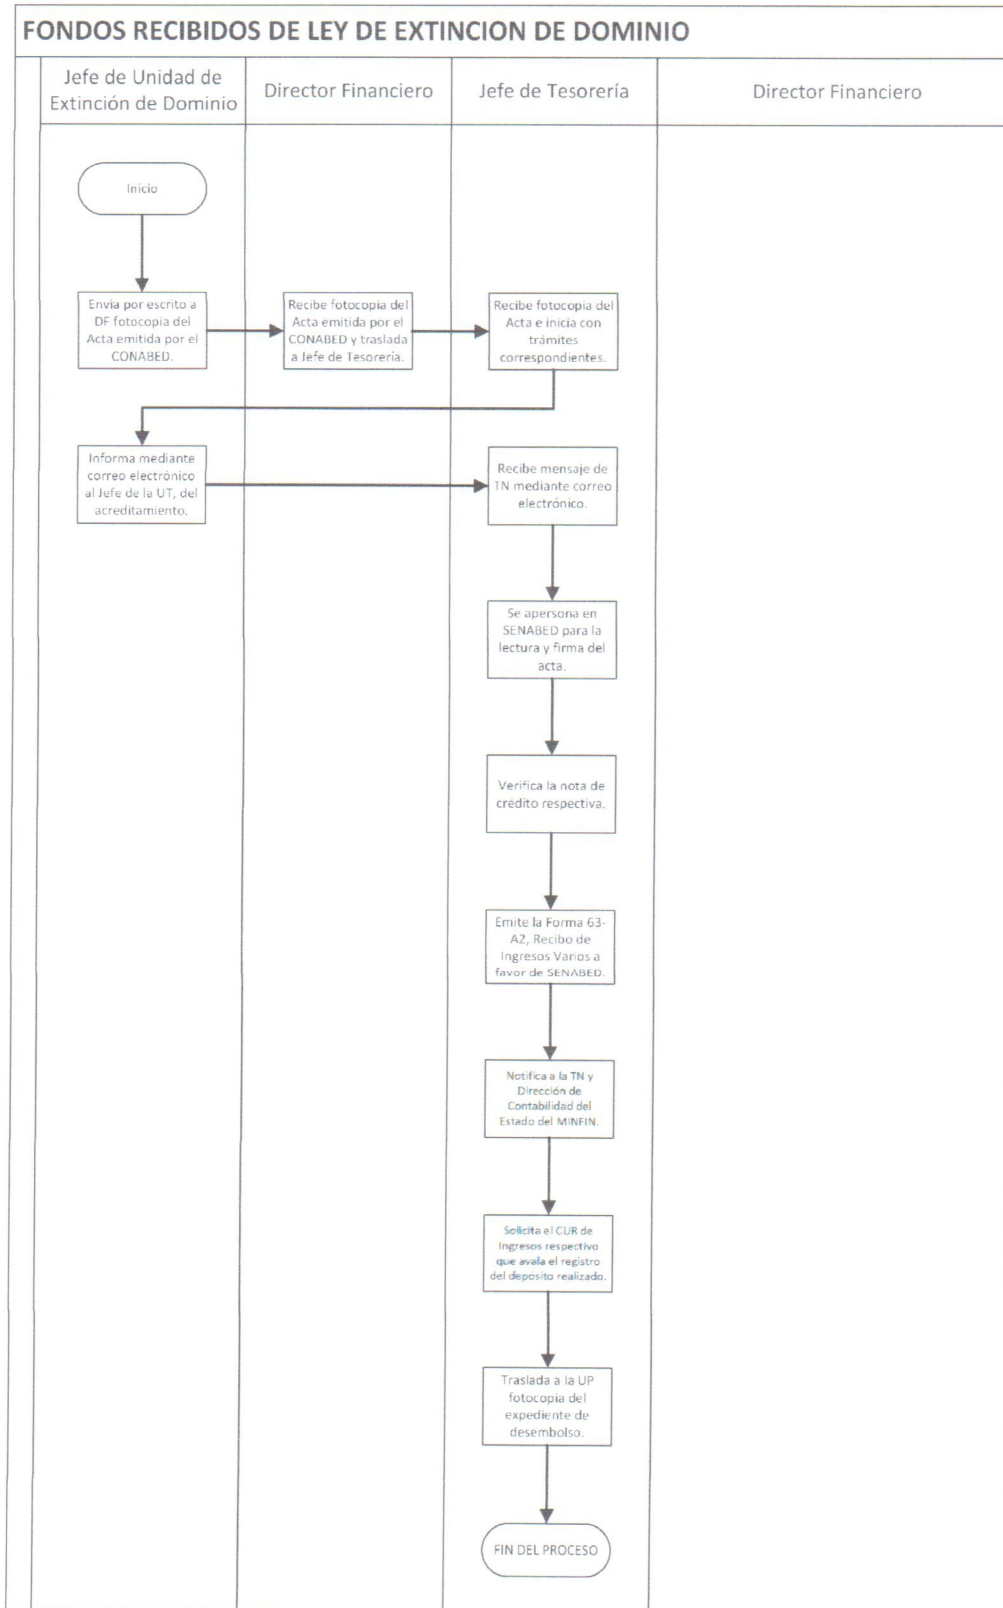 FONDOS RECIBIDOS DE LEY DE EXTINCION DE DOMINIO
Jefe de Unidad de
Extinción de Dominio
Director Financiero
Jefe de Tesorería
Director Financiero
Inicio
Envía por escrito a
DF fotocopia del
Acta emitida por el
CONABED.
Recibe fotocopia del
Acta emitida por el
CONABED y traslada
a Jefe de Tesorería.
Recibe fotocopia del
Acta e inicia con
trámites
correspondientes.
Informa mediante
correo electrónico
al Jefe de la UT, del
acreditamiento.
Recibe mensaje de
TN mediante correo
electrónico.
Se apersona en
SENABED para la
lectura y firma del
acta.
Verifica la nota de
crédito respectiva.
Emite la Forma 63-
A2, Recibo de
Ingresos Varios a
favor de SENABED.
Notifica a la TN y
Dirección de
Contabilidad del
Estado del MINFIN.
Solicita el CUR de
Ingresos respectivo
que avala el registro
del depósito realizado.
Traslada a la UP
fotocopia del
expediente de
desembolso.
FIN DEL PROCESO